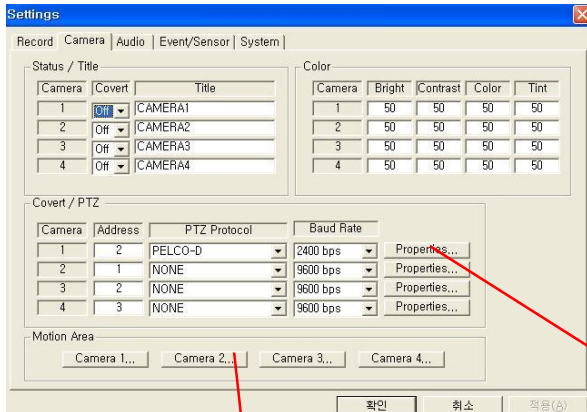 Settings
Record Camera Audio Event/Sensor System
Status / Title
Camera Covert Title
1 Off CAMERA1
2 Off CAMERA2
3 Off CAMERA3
4 Off CAMERA4
Color
Camera Bright Contrast Color Tint
1 50 50 50 50
2 50 50 50 50
3 50 50 50 50
4 50 50 50 50
Covert / PTZ
Camera Address PTZ Protocol Baud Rate
1 2 PELCO-D 2400 bps Properties...
2 1 NONE 9600 bps Properties...
3 2 NONE 9600 bps Properties...
4 3 NONE 9600 bps Properties...
Motion Area
Camera 1... Camera 2... Camera 3... Camera 4...
확인 취소 적용(A)